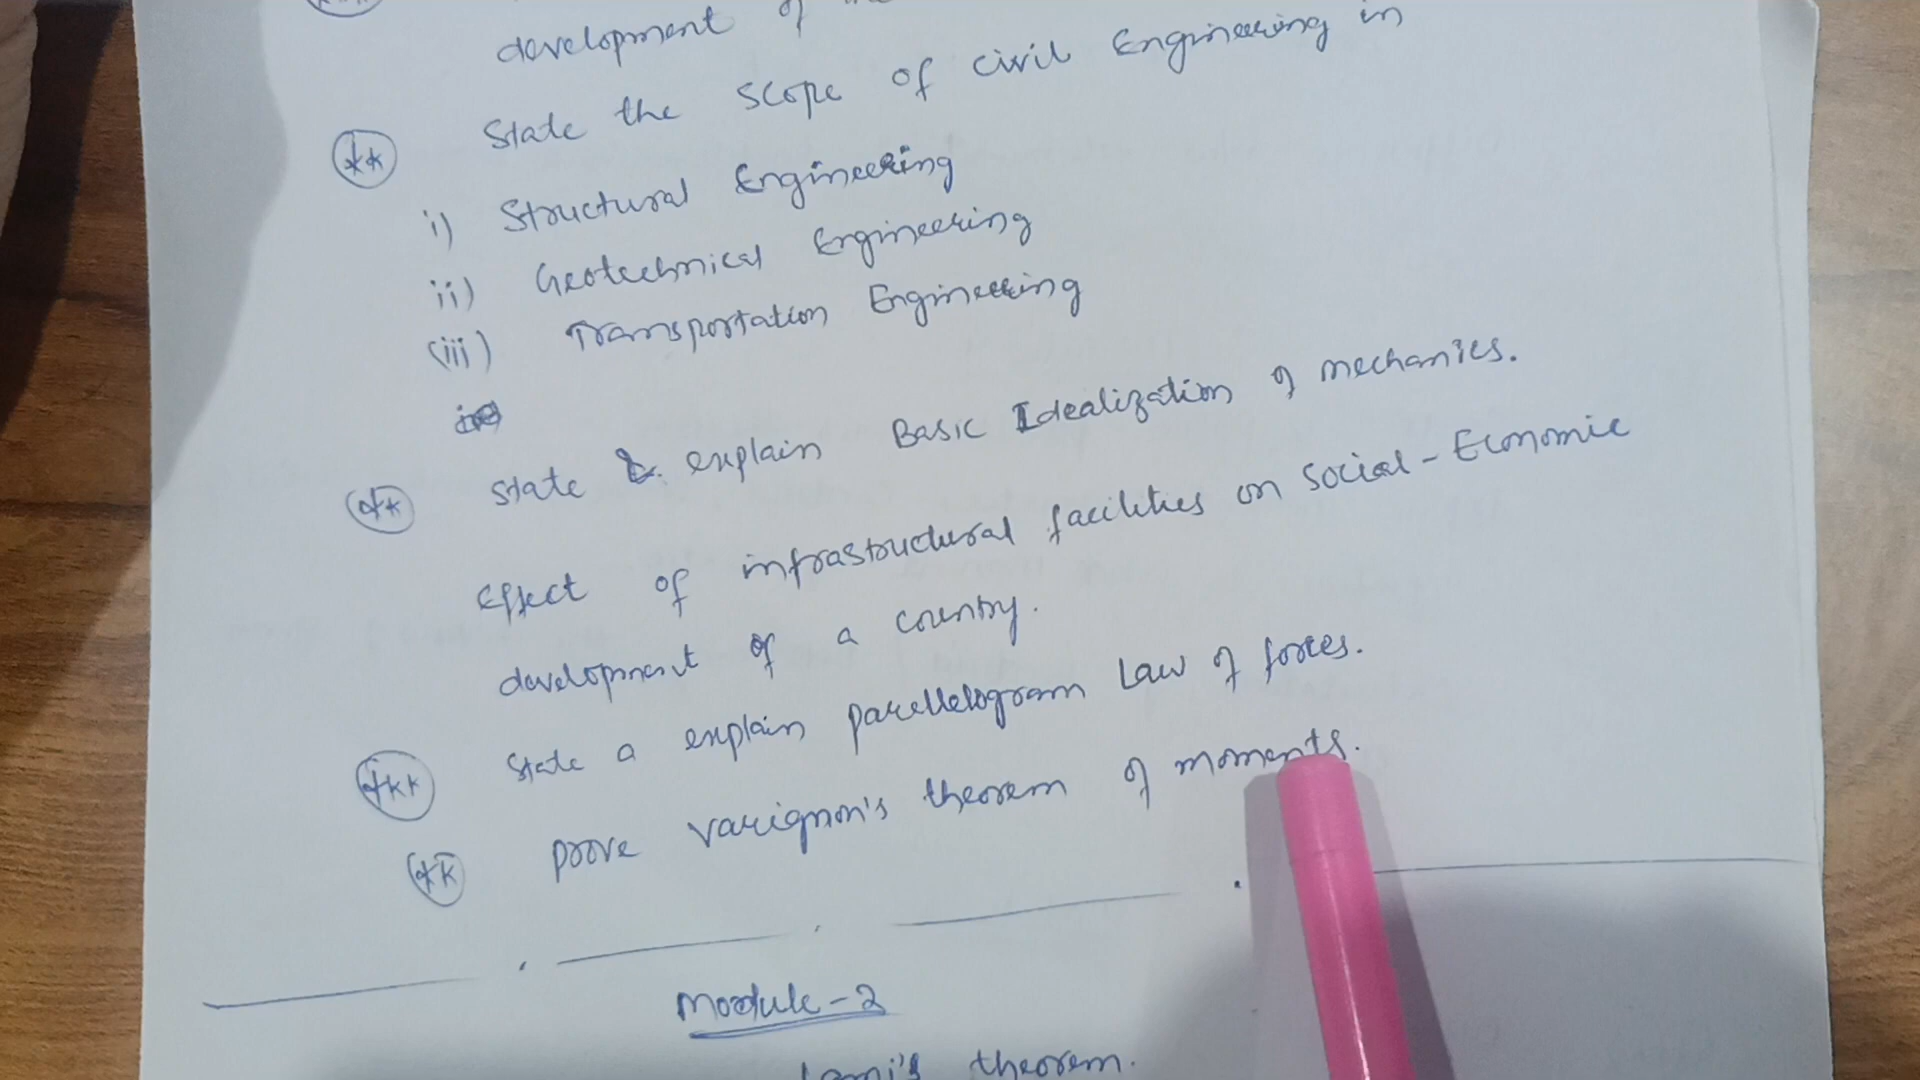 development of
** State the scope of civil Engineering in
i) Structural Engineering
ii) Geotechnical Engineering
(iii) Transportation Engineering
** State & explain Basic Idealization of mechanics.
Effect of infrastructural facilities on Social-Economic
development of a country.
*** State a explain parellelogram Law of forces.
** prove varignon's theorem of moments.
Module-2
Lami's theorem.